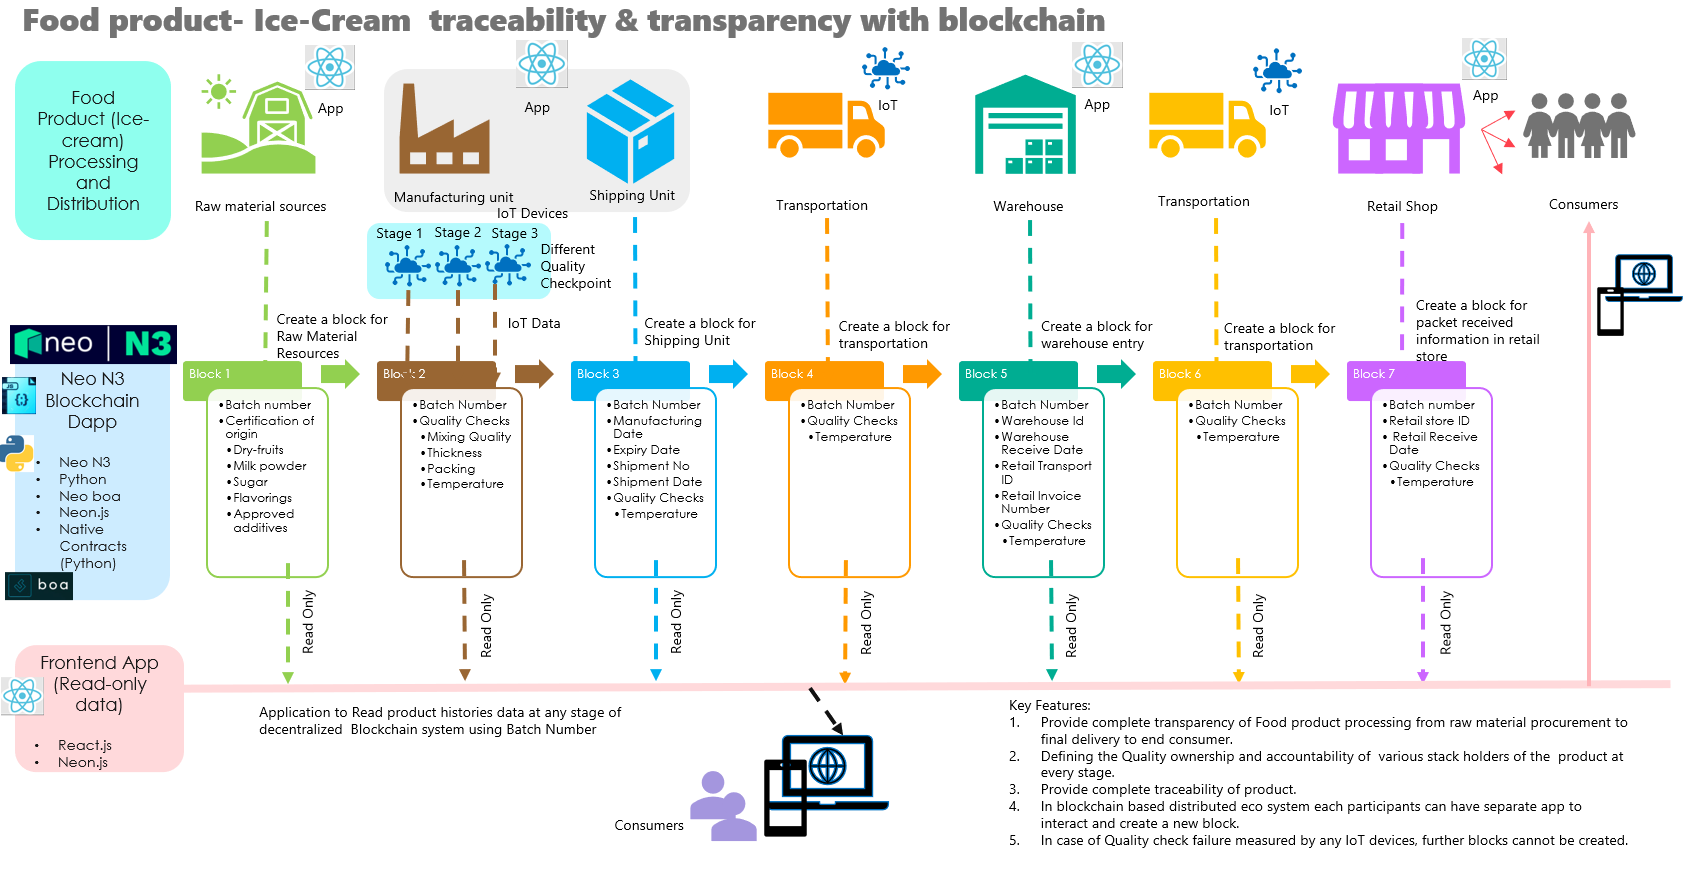 Food product- Ice-Cream  traceability & transparency with blockchain
Food
Product (Ice-
cream)
Processing
and
Distribution
App
Raw material sources
App
Manufacturing unit
Shipping Unit
IoT
Transportation
App
Warehouse
IoT
Transportation
App
Retail Shop
Consumers
IoT Devices
Stage 1
Stage 2
Stage 3
Different
Quality
Checkpoint
IoT Data
Create a block for
Raw Material
Resources
Create a block for
Shipping Unit
Create a block for
transportation
Create a block for
warehouse entry
Create a block for
transportation
Create a block for
packet received
information in retail
store
neo | N3
Neo N3
Blockchain
Dapp
JS
{}
• Neo N3
• Python
• Neo boa
• Neon.js
• Native
Contracts
(Python)
boa
Block 1
•Batch number
•Certification of
origin
•Dry-fruits
•Milk powder
•Sugar
•Flavorings
•Approved
additives
Block 2
•Batch Number
•Quality Checks
•Mixing Quality
•Thickness
•Packing
•Temperature
Block 3
•Batch Number
•Manufacturing
Date
•Expiry Date
•Shipment No
•Shipment Date
•Quality Checks
•Temperature
Block 4
•Batch Number
•Quality Checks
•Temperature
Block 5
•Batch Number
•Warehouse Id
•Warehouse
Receive Date
•Retail Transport
ID
•Retail Invoice
Number
•Quality Checks
•Temperature
Block 6
•Batch Number
•Quality Checks
•Temperature
Block 7
•Batch number
•Retail store ID
• Retail Receive
Date
•Quality Checks
•Temperature
Read Only
Read Only
Read Only
Read Only
Read Only
Read Only
Read Only
Frontend App
(Read-only
data)
• React.js
• Neon.js
Application to Read product histories data at any stage of
decentralized  Blockchain system using Batch Number
Consumers
Key Features:
1. Provide complete transparency of Food product processing from raw material procurement to
final delivery to end consumer.
2. Defining the Quality ownership and accountability of  various stack holders of the  product at
every stage.
3. Provide complete traceability of product.
4. In blockchain based distributed eco system each participants can have separate app to
interact and create a new block.
5. In case of Quality check failure measured by any IoT devices, further blocks cannot be created.